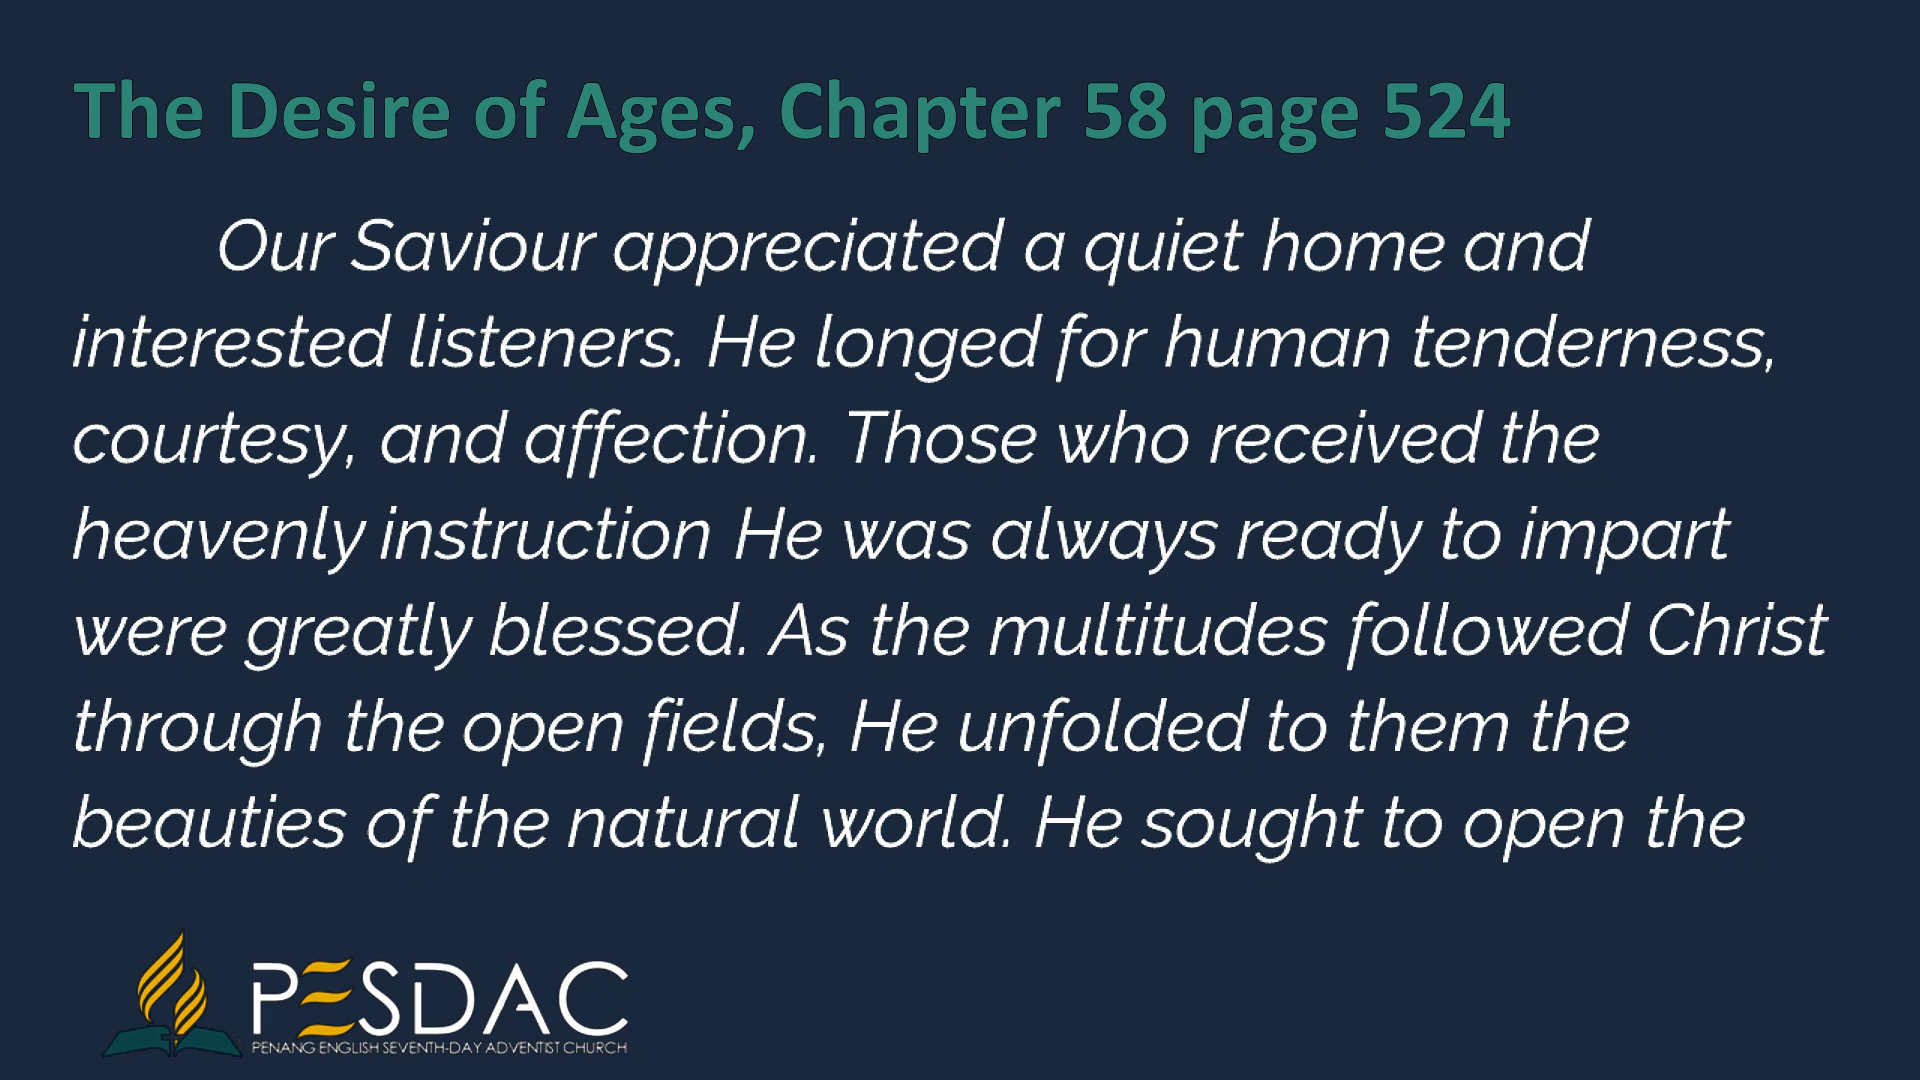 The Desire of Ages, Chapter 58 page 524
Our Saviour appreciated a quiet home and
interested listeners. He longed for human tenderness,
courtesy, and affection. Those who received the
heavenly instruction He was always ready to impart
were greatly blessed. As the multitudes followed Christ
through the open fields, He unfolded to them the
beauties of the natural world. He sought to open the
PESDAC
PENANG ENGLISH SEVENTH-DAY ADVENTIST CHURCH